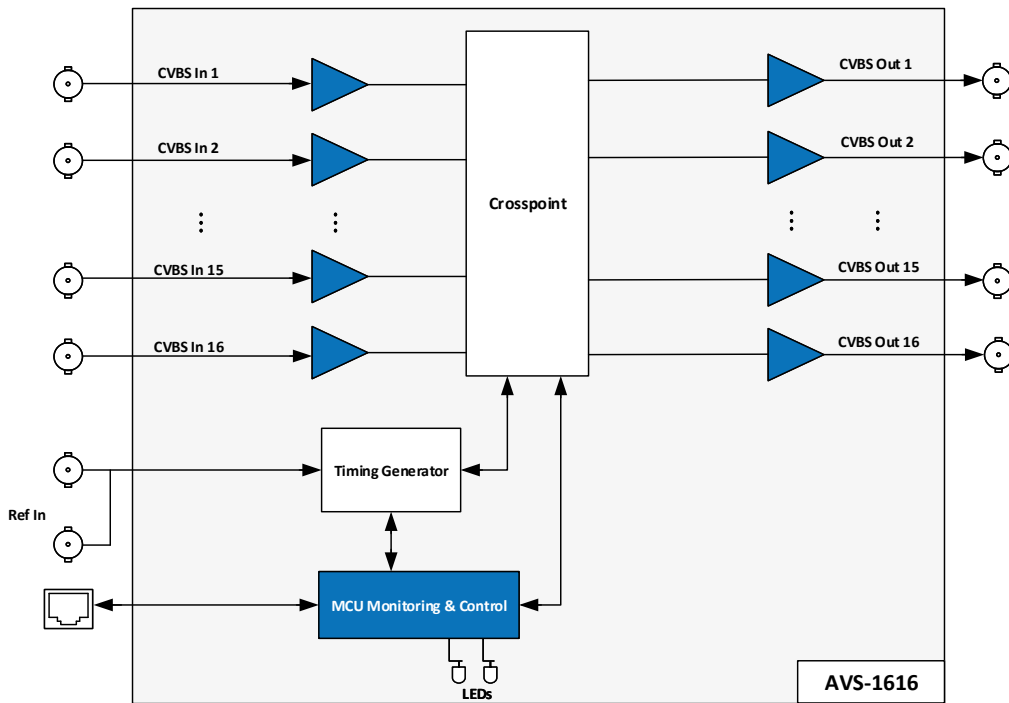 CVBS In 1
CVBS Out 1
CVBS In 2
CVBS Out 2
Crosspoint
CVBS In 15
CVBS Out 15
CVBS In 16
CVBS Out 16
Timing Generator
Ref In
MCU Monitoring & Control
LEDs
AVS-1616